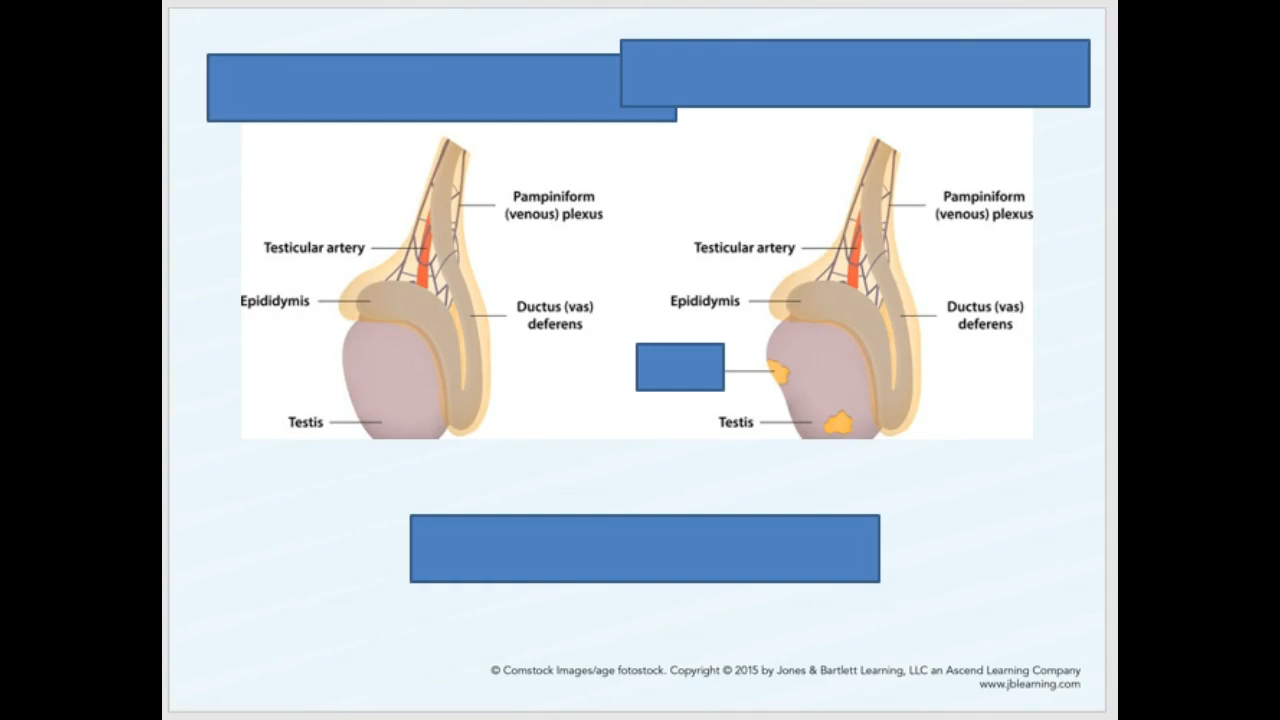 Pampiniform
(venous) plexus
Testicular artery
Epididymis
Ductus (vas)
deferens
Testis
Pampiniform
(venous) plexus
Testicular artery
Epididymis
Ductus (vas)
deferens
Testis
© Comstock Images/age fotostock. Copyright © 2015 by Jones & Bartlett Learning, LLC an Ascend Learning Company
www.jblearning.com